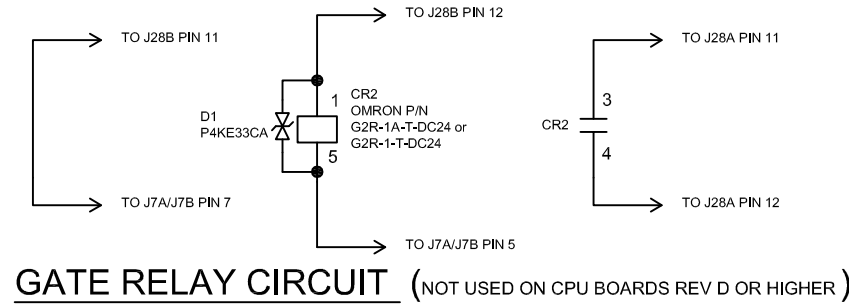 TO J28B PIN 11
TO J7A/J7B PIN 7
TO J28B PIN 12
D1
P4KE33CA
1
5
CR2
OMRON P/N
G2R-1A-T-DC24 or
G2R-1-T-DC24
TO J7A/J7B PIN 5
TO J28A PIN 11
3
CR2
4
TO J28A PIN 12
GATE RELAY CIRCUIT (NOT USED ON CPU BOARDS REV D OR HIGHER)